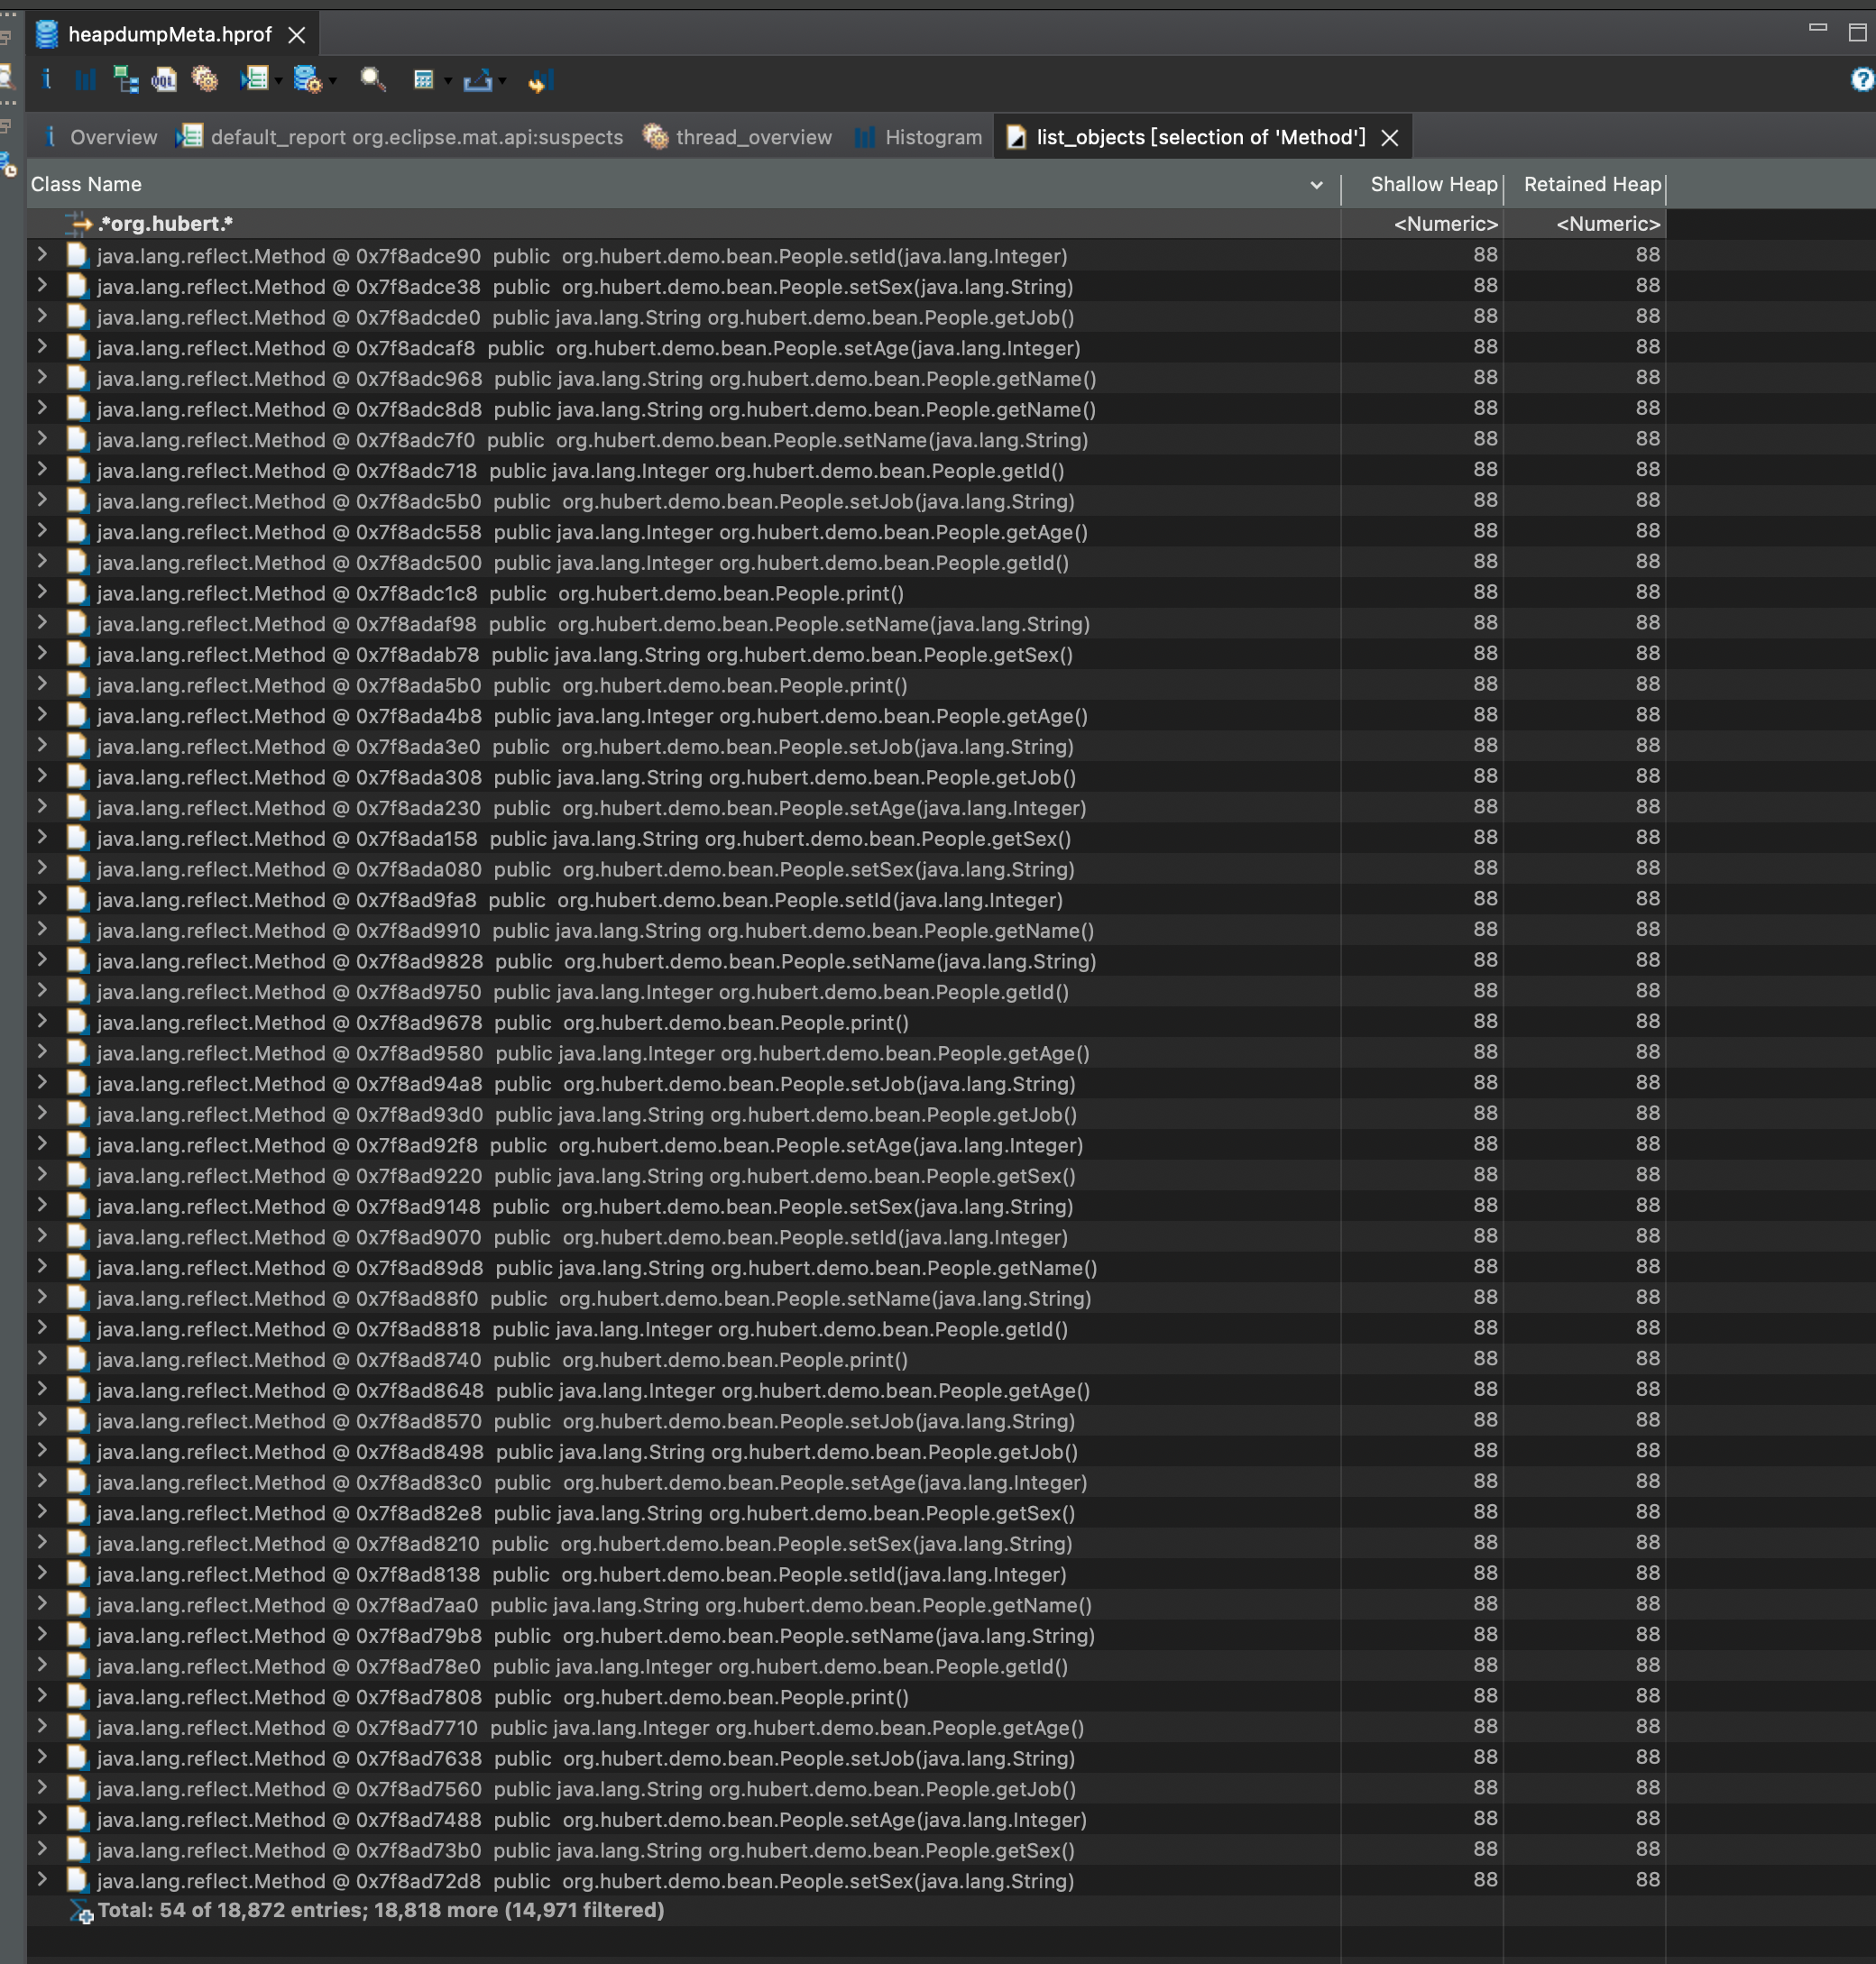 heapdumpMeta.hprof
i OQL
i Overview default_report org.eclipse.mat.api:suspects thread_overview Histogram list_objects [selection of 'Method']
Class Name Shallow Heap Retained Heap
.*org.hubert.* <Numeric> <Numeric>
java.lang.reflect.Method @ 0x7f8adce90 public org.hubert.demo.bean.People.setId(java.lang.Integer) 88 88
java.lang.reflect.Method @ 0x7f8adce38 public org.hubert.demo.bean.People.setSex(java.lang.String) 88 88
java.lang.reflect.Method @ 0x7f8adcde0 public java.lang.String org.hubert.demo.bean.People.getJob() 88 88
java.lang.reflect.Method @ 0x7f8adcaf8 public org.hubert.demo.bean.People.setAge(java.lang.Integer) 88 88
java.lang.reflect.Method @ 0x7f8adc968 public java.lang.String org.hubert.demo.bean.People.getName() 88 88
java.lang.reflect.Method @ 0x7f8adc8d8 public java.lang.String org.hubert.demo.bean.People.getName() 88 88
java.lang.reflect.Method @ 0x7f8adc7f0 public org.hubert.demo.bean.People.setName(java.lang.String) 88 88
java.lang.reflect.Method @ 0x7f8adc718 public java.lang.Integer org.hubert.demo.bean.People.getId() 88 88
java.lang.reflect.Method @ 0x7f8adc5b0 public org.hubert.demo.bean.People.setJob(java.lang.String) 88 88
java.lang.reflect.Method @ 0x7f8adc558 public java.lang.Integer org.hubert.demo.bean.People.getAge() 88 88
java.lang.reflect.Method @ 0x7f8adc500 public java.lang.Integer org.hubert.demo.bean.People.getId() 88 88
java.lang.reflect.Method @ 0x7f8adc1c8 public org.hubert.demo.bean.People.print() 88 88
java.lang.reflect.Method @ 0x7f8adaf98 public org.hubert.demo.bean.People.setName(java.lang.String) 88 88
java.lang.reflect.Method @ 0x7f8adab78 public java.lang.String org.hubert.demo.bean.People.getSex() 88 88
java.lang.reflect.Method @ 0x7f8ada5b0 public org.hubert.demo.bean.People.print() 88 88
java.lang.reflect.Method @ 0x7f8ada4b8 public java.lang.Integer org.hubert.demo.bean.People.getAge() 88 88
java.lang.reflect.Method @ 0x7f8ada3e0 public org.hubert.demo.bean.People.setJob(java.lang.String) 88 88
java.lang.reflect.Method @ 0x7f8ada308 public java.lang.String org.hubert.demo.bean.People.getJob() 88 88
java.lang.reflect.Method @ 0x7f8ada230 public org.hubert.demo.bean.People.setAge(java.lang.Integer) 88 88
java.lang.reflect.Method @ 0x7f8ada158 public java.lang.String org.hubert.demo.bean.People.getSex() 88 88
java.lang.reflect.Method @ 0x7f8ada080 public org.hubert.demo.bean.People.setSex(java.lang.String) 88 88
java.lang.reflect.Method @ 0x7f8ad9fa8 public org.hubert.demo.bean.People.setId(java.lang.Integer) 88 88
java.lang.reflect.Method @ 0x7f8ad9910 public java.lang.String org.hubert.demo.bean.People.getName() 88 88
java.lang.reflect.Method @ 0x7f8ad9828 public org.hubert.demo.bean.People.setName(java.lang.String) 88 88
java.lang.reflect.Method @ 0x7f8ad9750 public java.lang.Integer org.hubert.demo.bean.People.getId() 88 88
java.lang.reflect.Method @ 0x7f8ad9678 public org.hubert.demo.bean.People.print() 88 88
java.lang.reflect.Method @ 0x7f8ad9580 public java.lang.Integer org.hubert.demo.bean.People.getAge() 88 88
java.lang.reflect.Method @ 0x7f8ad94a8 public org.hubert.demo.bean.People.setJob(java.lang.String) 88 88
java.lang.reflect.Method @ 0x7f8ad93d0 public java.lang.String org.hubert.demo.bean.People.getJob() 88 88
java.lang.reflect.Method @ 0x7f8ad92f8 public org.hubert.demo.bean.People.setAge(java.lang.Integer) 88 88
java.lang.reflect.Method @ 0x7f8ad9220 public java.lang.String org.hubert.demo.bean.People.getSex() 88 88
java.lang.reflect.Method @ 0x7f8ad9148 public org.hubert.demo.bean.People.setSex(java.lang.String) 88 88
java.lang.reflect.Method @ 0x7f8ad9070 public org.hubert.demo.bean.People.setId(java.lang.Integer) 88 88
java.lang.reflect.Method @ 0x7f8ad89d8 public java.lang.String org.hubert.demo.bean.People.getName() 88 88
java.lang.reflect.Method @ 0x7f8ad88f0 public org.hubert.demo.bean.People.setName(java.lang.String) 88 88
java.lang.reflect.Method @ 0x7f8ad8818 public java.lang.Integer org.hubert.demo.bean.People.getId() 88 88
java.lang.reflect.Method @ 0x7f8ad8740 public org.hubert.demo.bean.People.print() 88 88
java.lang.reflect.Method @ 0x7f8ad8648 public java.lang.Integer org.hubert.demo.bean.People.getAge() 88 88
java.lang.reflect.Method @ 0x7f8ad8570 public org.hubert.demo.bean.People.setJob(java.lang.String) 88 88
java.lang.reflect.Method @ 0x7f8ad8498 public java.lang.String org.hubert.demo.bean.People.getJob() 88 88
java.lang.reflect.Method @ 0x7f8ad83c0 public org.hubert.demo.bean.People.setAge(java.lang.Integer) 88 88
java.lang.reflect.Method @ 0x7f8ad82e8 public java.lang.String org.hubert.demo.bean.People.getSex() 88 88
java.lang.reflect.Method @ 0x7f8ad8210 public org.hubert.demo.bean.People.setSex(java.lang.String) 88 88
java.lang.reflect.Method @ 0x7f8ad8138 public org.hubert.demo.bean.People.setId(java.lang.Integer) 88 88
java.lang.reflect.Method @ 0x7f8ad7aa0 public java.lang.String org.hubert.demo.bean.People.getName() 88 88
java.lang.reflect.Method @ 0x7f8ad79b8 public org.hubert.demo.bean.People.setName(java.lang.String) 88 88
java.lang.reflect.Method @ 0x7f8ad78e0 public java.lang.Integer org.hubert.demo.bean.People.getId() 88 88
java.lang.reflect.Method @ 0x7f8ad7808 public org.hubert.demo.bean.People.print() 88 88
java.lang.reflect.Method @ 0x7f8ad7710 public java.lang.Integer org.hubert.demo.bean.People.getAge() 88 88
java.lang.reflect.Method @ 0x7f8ad7638 public org.hubert.demo.bean.People.setJob(java.lang.String) 88 88
java.lang.reflect.Method @ 0x7f8ad7560 public java.lang.String org.hubert.demo.bean.People.getJob() 88 88
java.lang.reflect.Method @ 0x7f8ad7488 public org.hubert.demo.bean.People.setAge(java.lang.Integer) 88 88
java.lang.reflect.Method @ 0x7f8ad73b0 public java.lang.String org.hubert.demo.bean.People.getSex() 88 88
java.lang.reflect.Method @ 0x7f8ad72d8 public org.hubert.demo.bean.People.setSex(java.lang.String) 88 88
Total: 54 of 18,872 entries; 18,818 more (14,971 filtered)